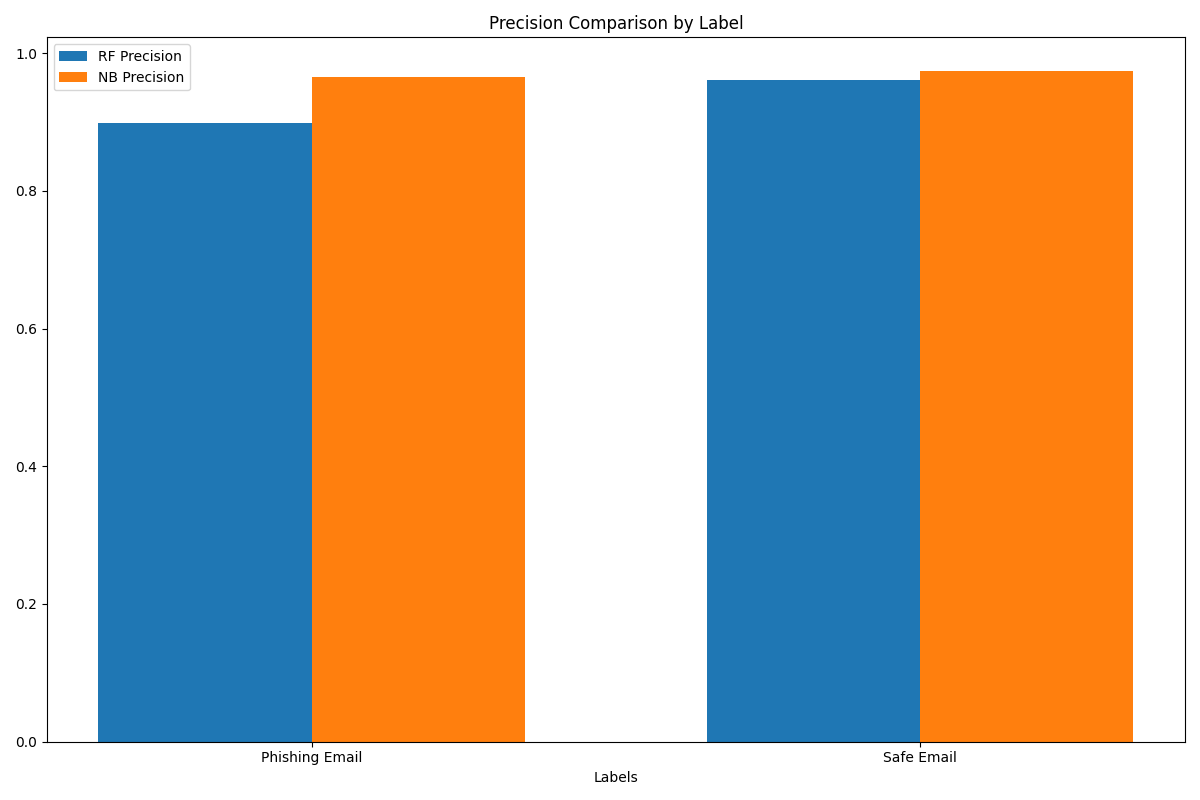 Precision Comparison by Label
RF Precision
NB Precision
1.0
0.8
0.6
0.4
0.2
0.0
Phishing Email
Safe Email
Labels